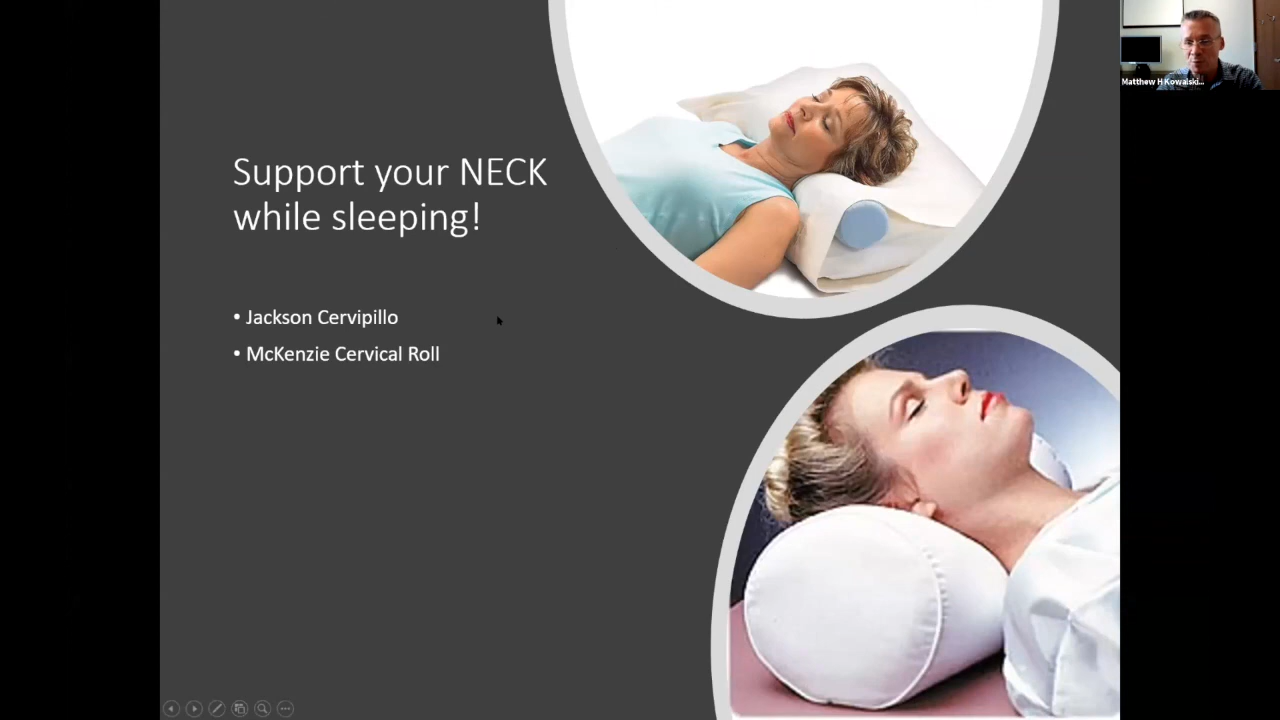 Support your NECK
while sleeping!
• Jackson Cervipillo
• McKenzie Cervical Roll
Matthew H Kowalski...